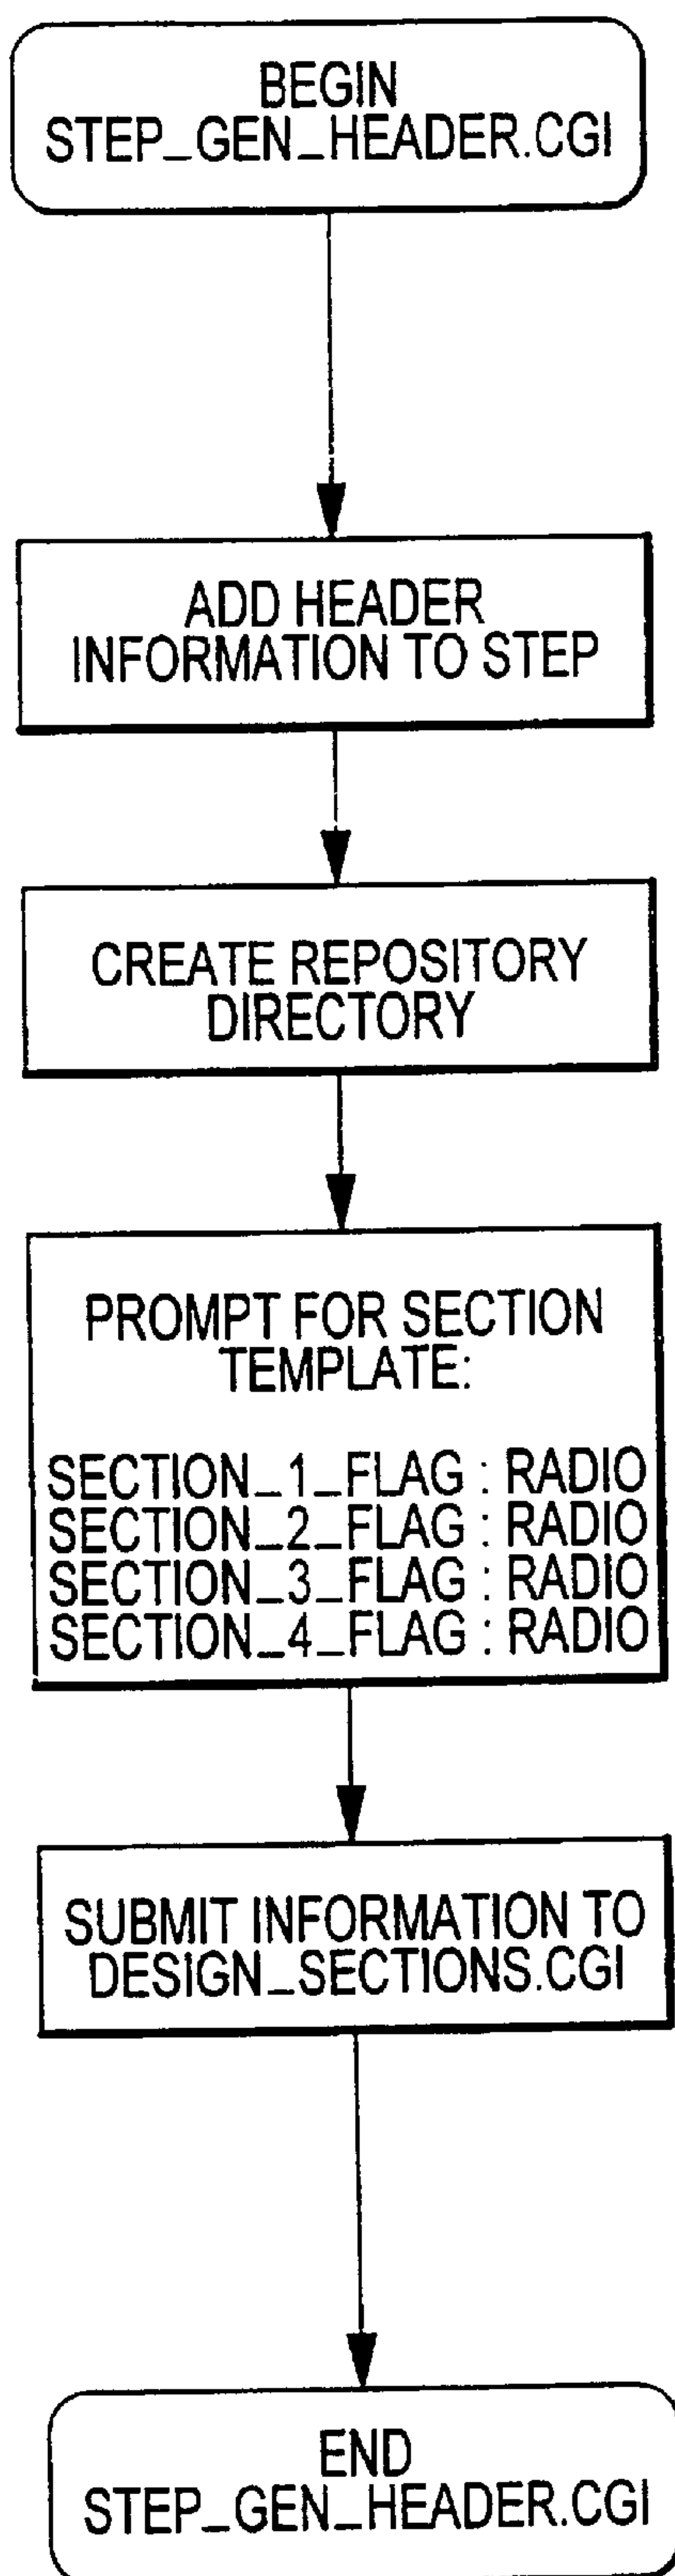 BEGIN
STEP_GEN_HEADER.CGI
ADD HEADER
INFORMATION TO STEP
CREATE REPOSITORY
DIRECTORY
PROMPT FOR SECTION
TEMPLATE:
SECTION_1_FLAG : RADIO
SECTION_2_FLAG : RADIO
SECTION_3_FLAG : RADIO
SECTION_4_FLAG : RADIO
SUBMIT INFORMATION TO
DESIGN_SECTIONS.CGI
END
STEP_GEN_HEADER.CGI